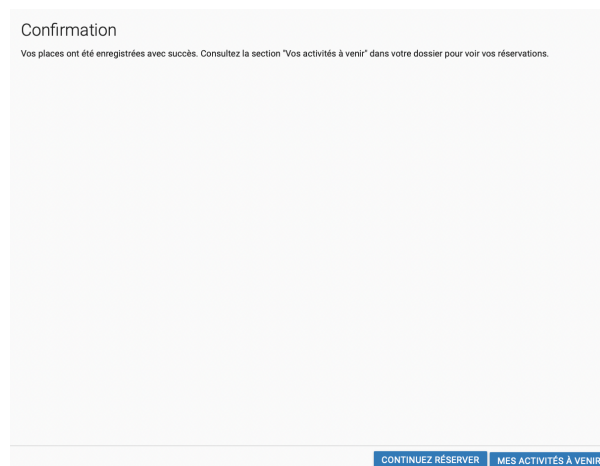 Confirmation
Vos places ont été enregistrées avec succès. Consultez la section "Vos activités à venir" dans votre dossier pour voir vos réservations.
CONTINUEZ RÉSERVER MES ACTIVITÉS À VENIR